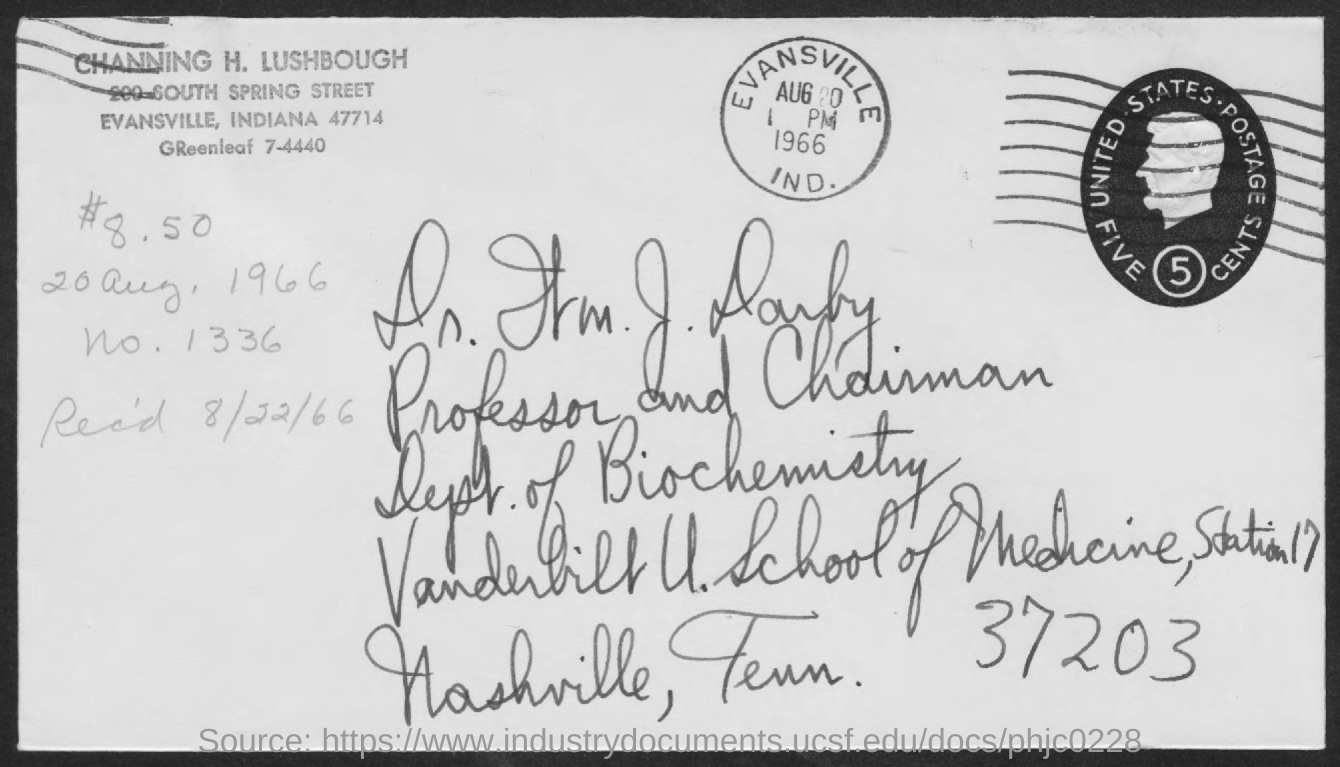 CHANNING H. LUSHBOUGH
200 SOUTH SPRING STREET
EVANSVILLE, INDIANA 47714
GReenleaf 7-4440
EVANSVILLE
AUG 20
1 PM
1966
IND.
UNITED·STATES·POSTAGE
FIVE 5 CENTS
#8.50
20 Aug. 1966
No. 1336
Rec'd 8/22/66
Dr. Wm. J. Darby
Professor and Chairman
Dept. of Biochemistry
Vanderbilt U. School of Medicine, Station 17
Nashville, Tenn. 37203
Source: https://www.industrydocuments.ucsf.edu/docs/phjc0228